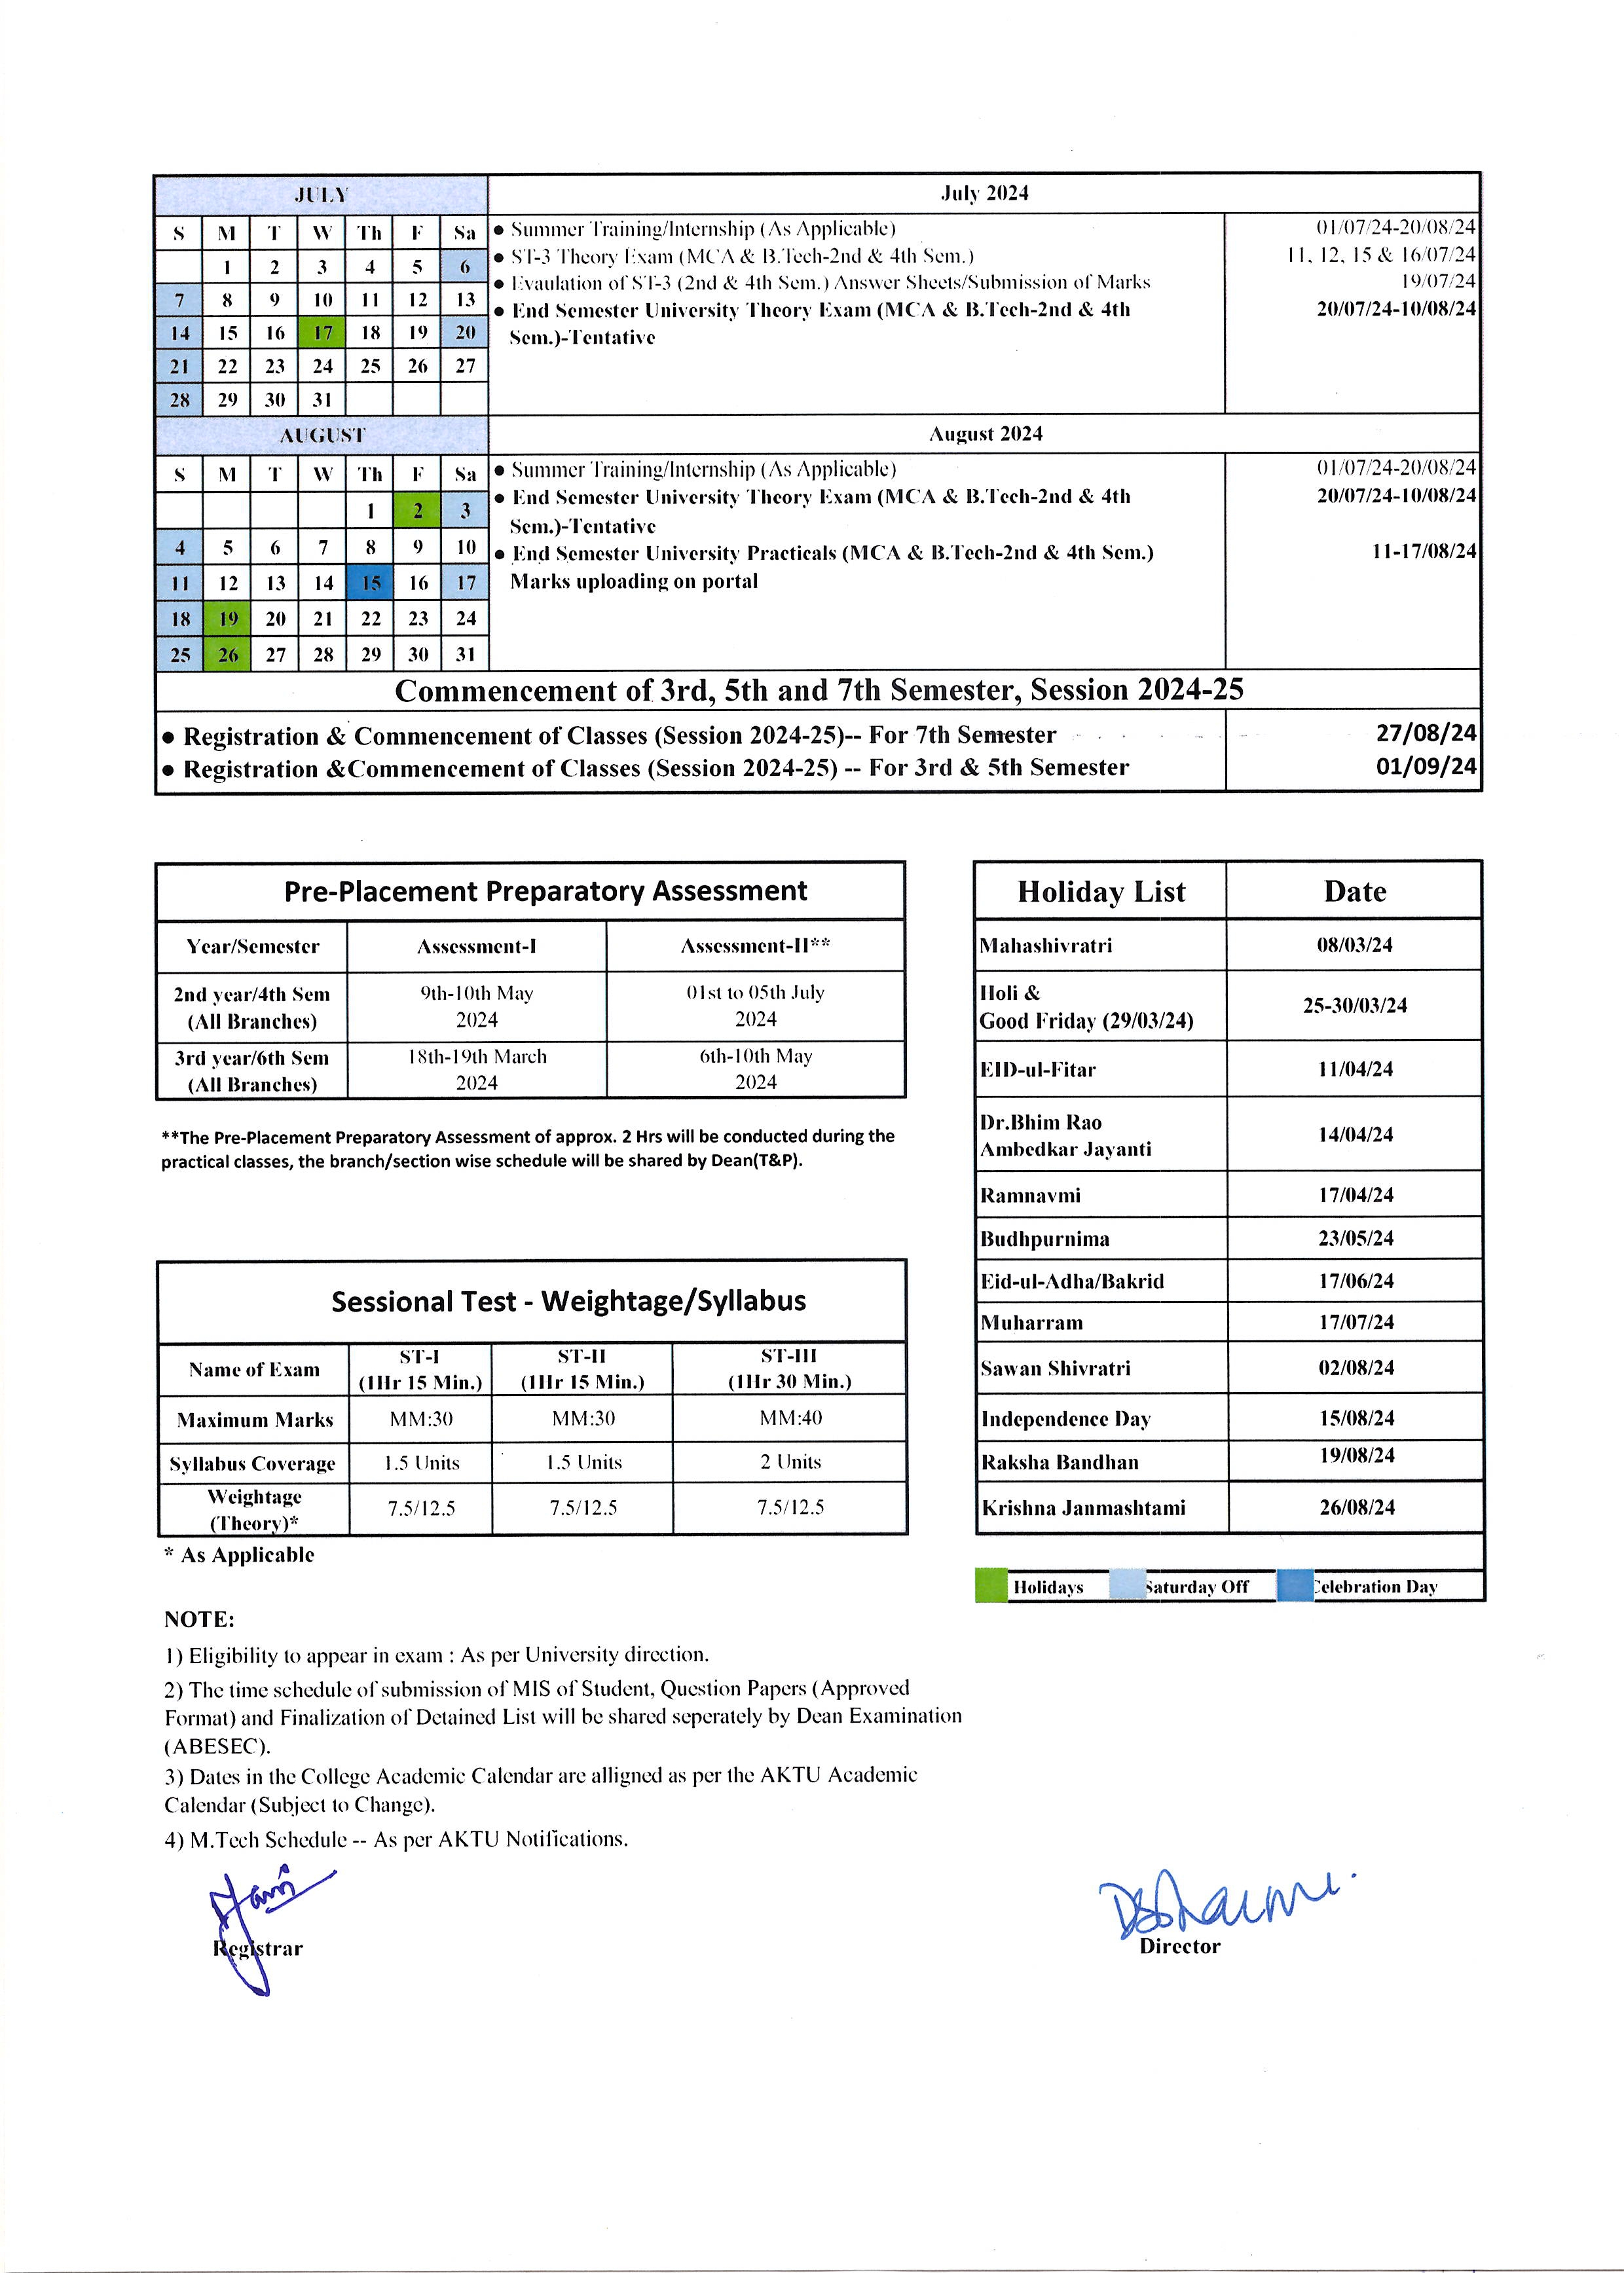 JULY
July 2024
S M T W Th F Sa
1 2 3 4 5 6
7 8 9 10 11 12 13
14 15 16 17 18 19 20
21 22 23 24 25 26 27
28 29 30 31
● Summer Training/Internship (As Applicable) 01/07/24-20/08/24
● ST-3 Theory Exam (MCA & B.Tech-2nd & 4th Sem.) 11, 12, 15 & 16/07/24
● Evaulation of ST-3 (2nd & 4th Sem.) Answer Sheets/Submission of Marks 19/07/24
● End Semester University Theory Exam (MCA & B.Tech-2nd & 4th 20/07/24-10/08/24
Sem.)-Tentative
AUGUST
August 2024
S M T W Th F Sa
1 2 3
4 5 6 7 8 9 10
11 12 13 14 15 16 17
18 19 20 21 22 23 24
25 26 27 28 29 30 31
● Summer Training/Internship (As Applicable) 01/07/24-20/08/24
● End Semester University Theory Exam (MCA & B.Tech-2nd & 4th 20/07/24-10/08/24
Sem.)-Tentative
● End Semester University Practicals (MCA & B.Tech-2nd & 4th Sem.) 11-17/08/24
Marks uploading on portal
Commencement of 3rd, 5th and 7th Semester, Session 2024-25
● Registration & Commencement of Classes (Session 2024-25)-- For 7th Semester 27/08/24
● Registration &Commencement of Classes (Session 2024-25) -- For 3rd & 5th Semester 01/09/24
Pre-Placement Preparatory Assessment
Year/Semester Assessment-I Assessment-II**
2nd year/4th Sem 9th-10th May 01st to 05th July
(All Branches) 2024 2024
3rd year/6th Sem 18th-19th March 6th-10th May
(All Branches) 2024 2024
**The Pre-Placement Preparatory Assessment of approx. 2 Hrs will be conducted during the
practical classes, the branch/section wise schedule will be shared by Dean(T&P).
Sessional Test - Weightage/Syllabus
Name of Exam ST-I ST-II ST-III
(1Hr 15 Min.) (1Hr 15 Min.) (1Hr 30 Min.)
Maximum Marks MM:30 MM:30 MM:40
Syllabus Coverage 1.5 Units 1.5 Units 2 Units
Weightage
(Theory)* 7.5/12.5 7.5/12.5 7.5/12.5
* As Applicable
Holiday List Date
Mahashivratri 08/03/24
Holi &
Good Friday (29/03/24) 25-30/03/24
EID-ul-Fitar 11/04/24
Dr.Bhim Rao
Ambedkar Jayanti 14/04/24
Ramnavmi 17/04/24
Budhpurnima 23/05/24
Eid-ul-Adha/Bakrid 17/06/24
Muharram 17/07/24
Sawan Shivratri 02/08/24
Independence Day 15/08/24
Raksha Bandhan 19/08/24
Krishna Janmashtami 26/08/24
Holidays Saturday Off Celebration Day
NOTE:
1) Eligibility to appear in exam : As per University direction.
2) The time schedule of submission of MIS of Student, Question Papers (Approved
Format) and Finalization of Detained List will be shared seperately by Dean Examination
(ABESEC).
3) Dates in the College Academic Calendar are alligned as per the AKTU Academic
Calendar (Subject to Change).
4) M.Tech Schedule -- As per AKTU Notifications.
Registrar
Director